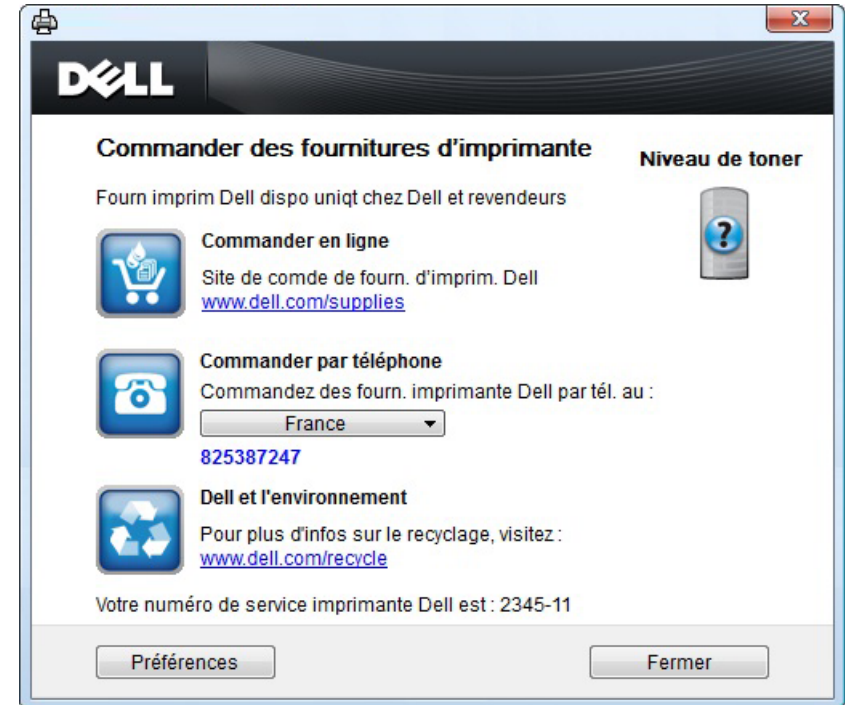 DELL
Commander des fournitures d'imprimante
Niveau de toner
Fourn imprim Dell dispo uniqt chez Dell et revendeurs
?
Commander en ligne
Site de comde de fourn. d'imprim. Dell
www.dell.com/supplies
Commander par téléphone
Commandez des fourn. imprimante Dell par tél. au :
France
825387247
Dell et l'environnement
Pour plus d'infos sur le recyclage, visitez :
www.dell.com/recycle
Votre numéro de service imprimante Dell est : 2345-11
Préférences
Fermer